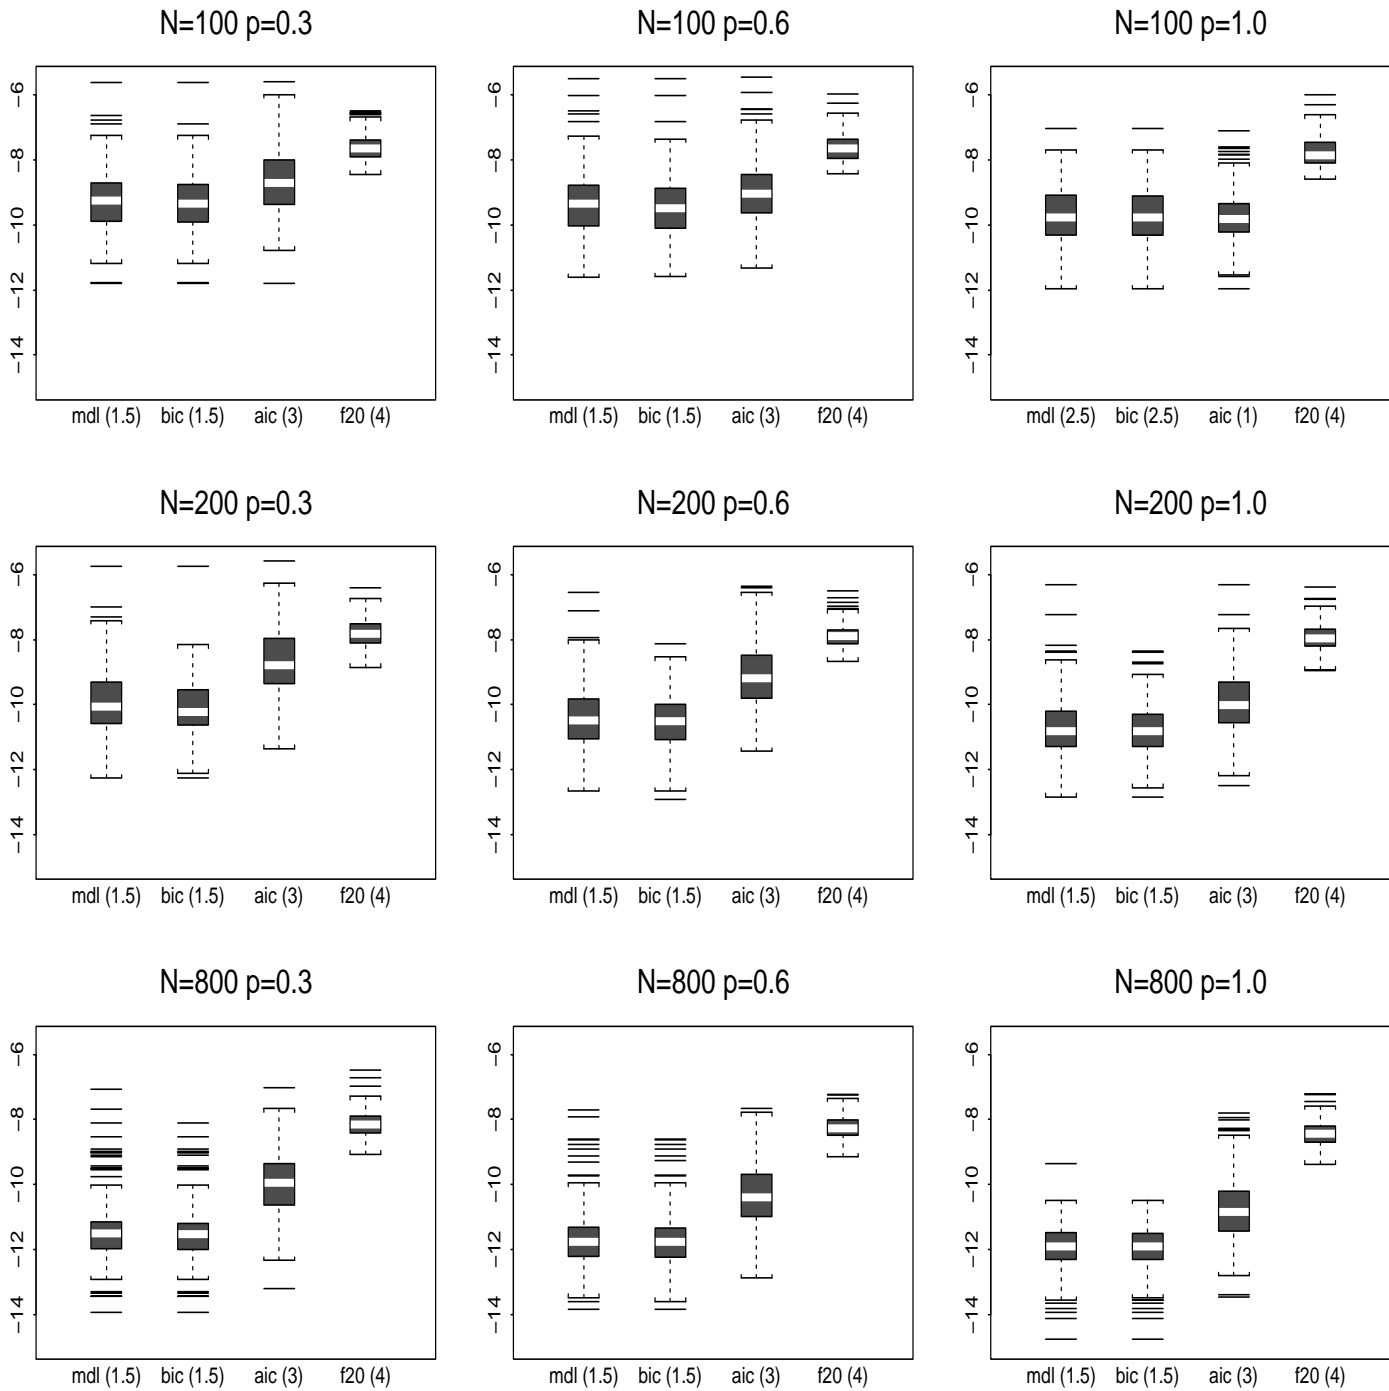 N=100 p=0.3
N=100 p=0.6
N=100 p=1.0
−6
−8
−10
−12
−14
mdl (1.5) bic (1.5) aic (3) f20 (4)
−6
−8
−10
−12
−14
mdl (1.5) bic (1.5) aic (3) f20 (4)
−6
−8
−10
−12
−14
mdl (2.5) bic (2.5) aic (1) f20 (4)
N=200 p=0.3
N=200 p=0.6
N=200 p=1.0
−6
−8
−10
−12
−14
mdl (1.5) bic (1.5) aic (3) f20 (4)
−6
−8
−10
−12
−14
mdl (1.5) bic (1.5) aic (3) f20 (4)
−6
−8
−10
−12
−14
mdl (1.5) bic (1.5) aic (3) f20 (4)
N=800 p=0.3
N=800 p=0.6
N=800 p=1.0
−6
−8
−10
−12
−14
mdl (1.5) bic (1.5) aic (3) f20 (4)
−6
−8
−10
−12
−14
mdl (1.5) bic (1.5) aic (3) f20 (4)
−6
−8
−10
−12
−14
mdl (1.5) bic (1.5) aic (3) f20 (4)